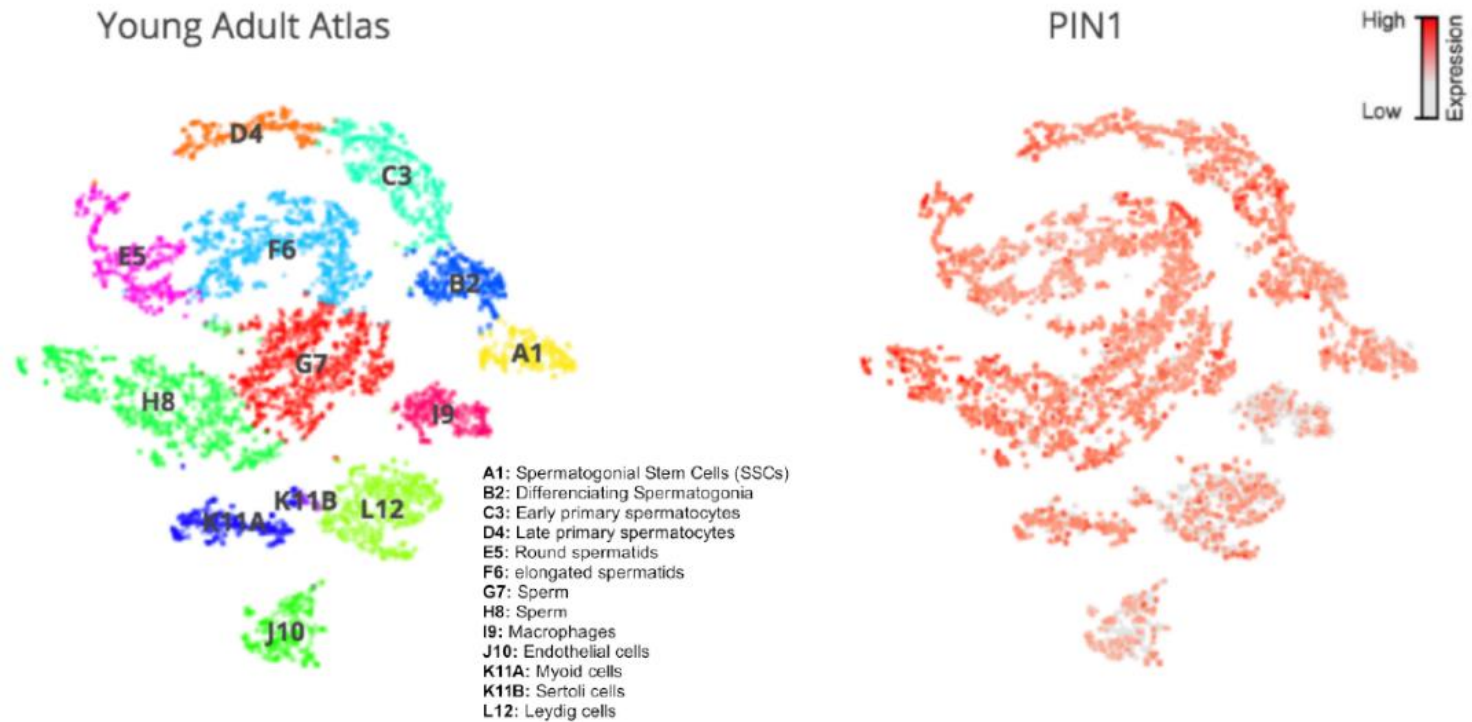 Young Adult Atlas
PIN1
High
Low
Expression
D4
C3
E5
F6
B2
A1
G7
H8
I9
K11B
K11A
L12
J10
A1: Spermatogonial Stem Cells (SSCs)
B2: Differenciating Spermatogonia
C3: Early primary spermatocytes
D4: Late primary spermatocytes
E5: Round spermatids
F6: elongated spermatids
G7: Sperm
H8: Sperm
I9: Macrophages
J10: Endothelial cells
K11A: Myoid cells
K11B: Sertoli cells
L12: Leydig cells